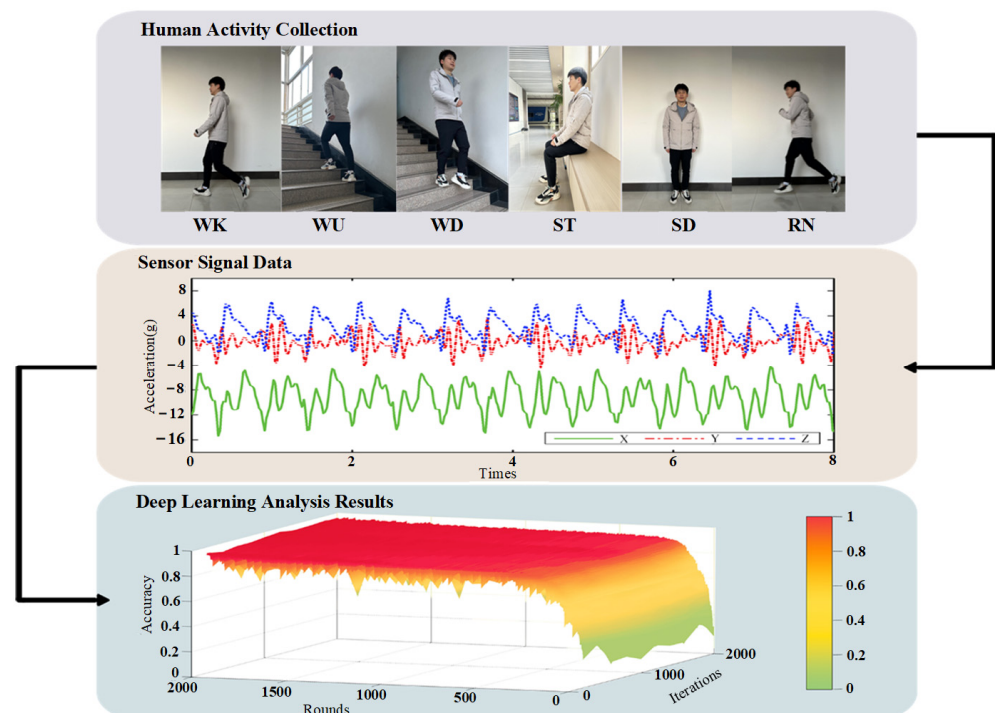 Human Activity Collection
WK WU WD ST SD RN
Sensor Signal Data
8
4
0
−4
−8
−12
−16
Acceleration(g)
X Y Z
0 2 4 6 8
Times
Deep Learning Analysis Results
1
0.8
0.6
0.4
0.2
0
Accuracy
2000 1500 1000 500 0
Rounds
0 1000 2000
Iterations
1
0.8
0.6
0.4
0.2
0